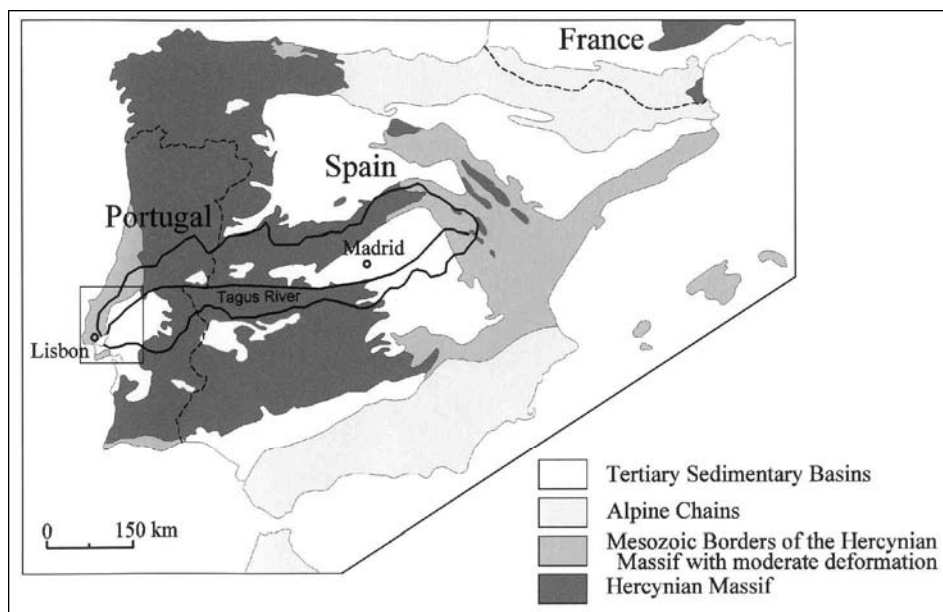 France
Spain
Portugal
Madrid
Tagus River
Lisbon
Tertiary Sedimentary Basins
Alpine Chains
Mesozoic Borders of the Hercynian
Massif with moderate deformation
Hercynian Massif
0 150 km